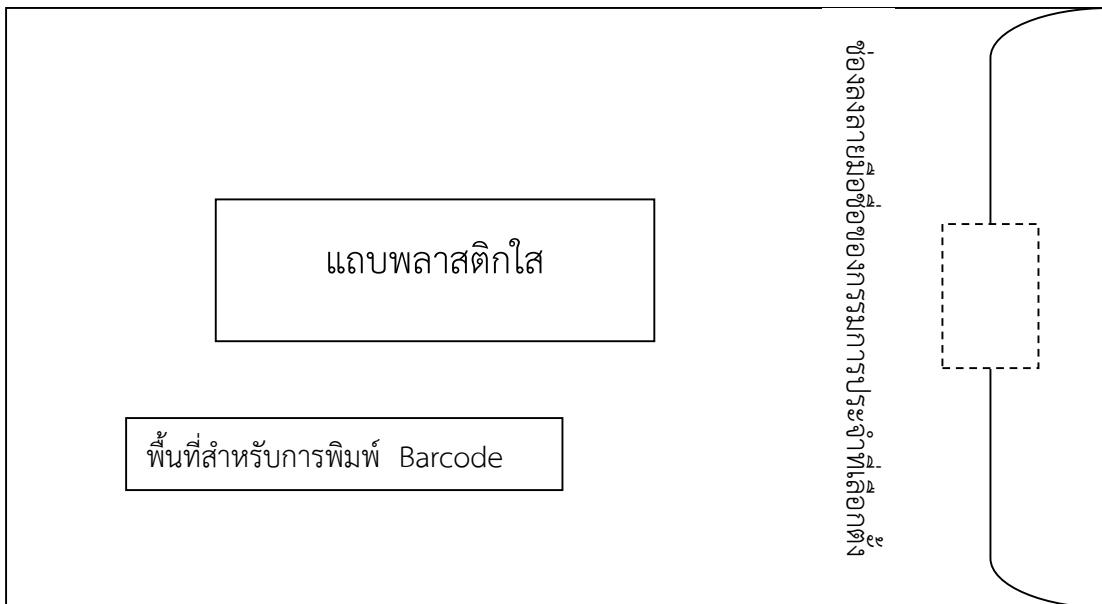 แถบพลาสติกใส
พื้นที่สำหรับการพิมพ์ Barcode
ช่องลงลายมือชื่อของกรรมการประจำที่เลือกตั้ง